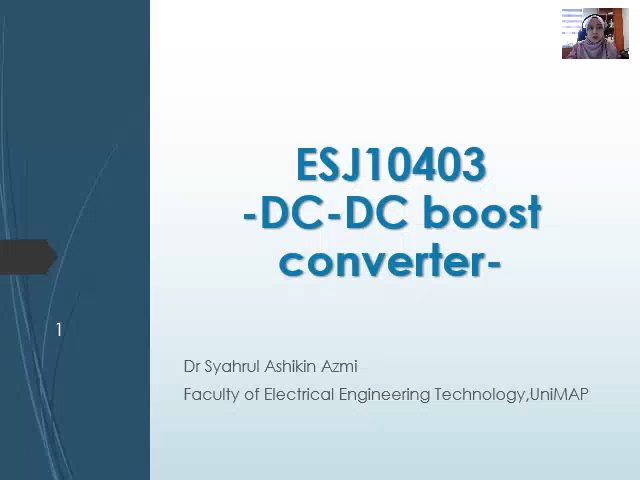 ESJ10403
-DC-DC boost
converter-
1
Dr Syahrul Ashikin Azmi
Faculty of Electrical Engineering Technology,UniMAP